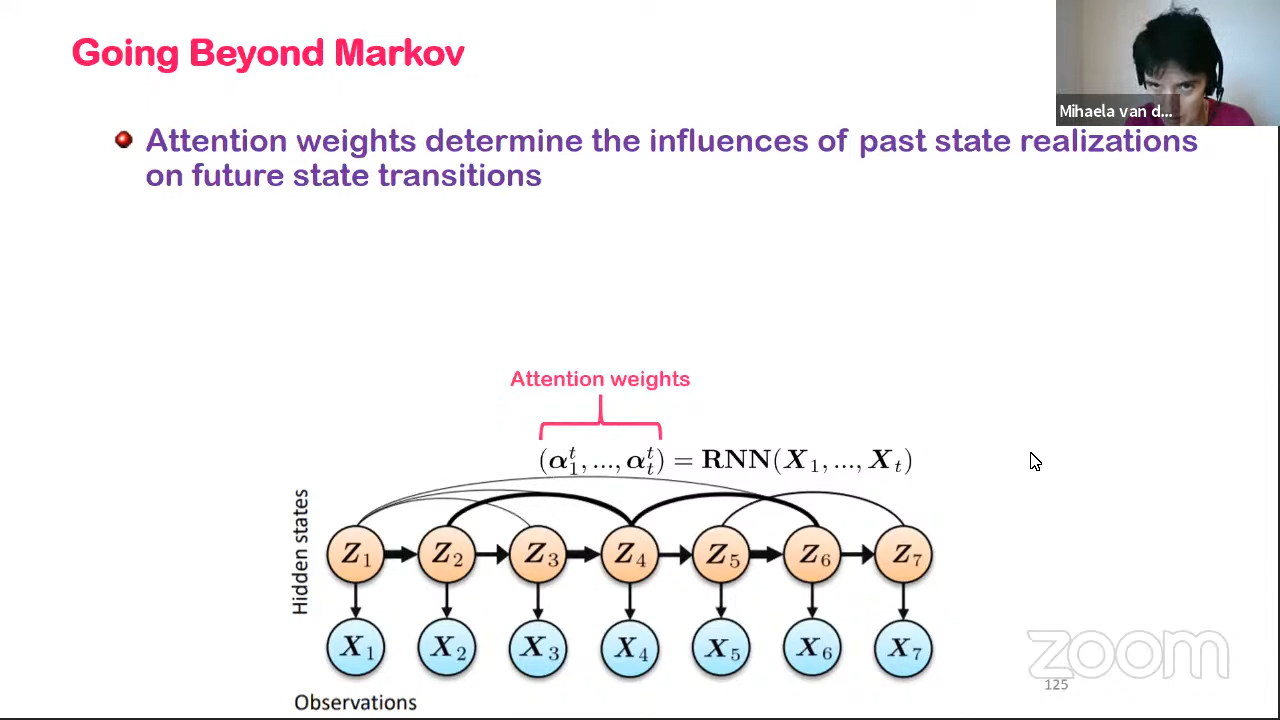 Going Beyond Markov
Mihaela van d...
Attention weights determine the influences of past state realizations
on future state transitions
Attention weights
(α₁ᵗ,...,αₜᵗ) = RNN(X₁,...,Xₜ)
Hidden states
Z₁ Z₂ Z₃ Z₄ Z₅ Z₆ Z₇
X₁ X₂ X₃ X₄ X₅ X₆ X₇
Observations
zoom
125